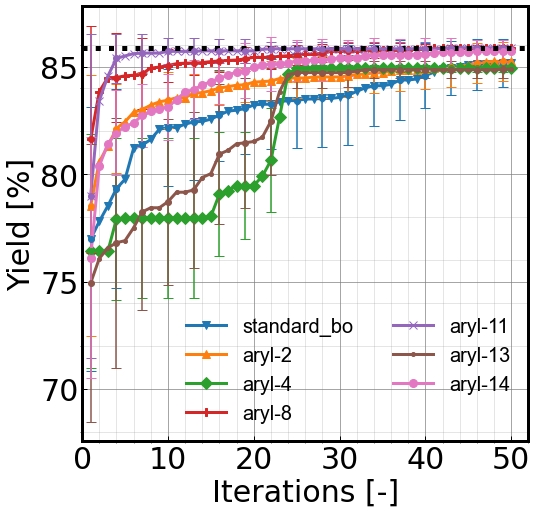 Yield [%]
85
80
75
70
standard_bo
aryl-2
aryl-4
aryl-8
aryl-11
aryl-13
aryl-14
0 10 20 30 40 50
Iterations [-]